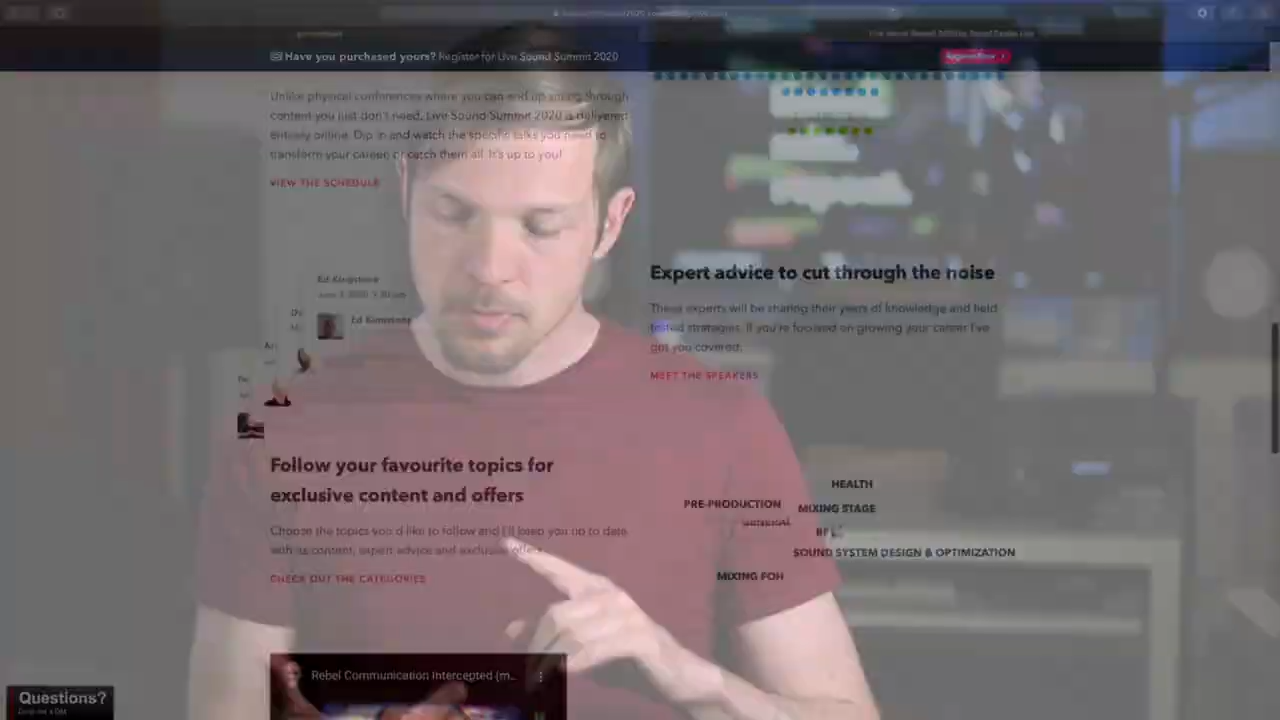 Have you purchased yours? Register for Live Sound Summit 2020
Register Now
Unlike physical conferences where you can end up sitting through
content you just don't need, Live Sound Summit 2020 is delivered
entirely online. Dip in and watch the specific talks you need to
transform your career or catch them all. It's up to you!
VIEW THE SCHEDULE
Ed Kingstone
Expert advice to cut through the noise
These experts will be sharing their years of knowledge and field
tested strategies. If you're focused on growing your career I've
got you covered.
MEET THE SPEAKERS
Follow your favourite topics for
exclusive content and offers
Choose the topics you'd like to follow and I'll keep you up to date
with as content, expert advice and exclusive offers.
CHECK OUT THE CATEGORIES
HEALTH
PRE-PRODUCTION
MIXING STAGE
SOUND SYSTEM DESIGN & OPTIMIZATION
MIXING FOH
Rebel Communication Intercepted (m...
Questions?